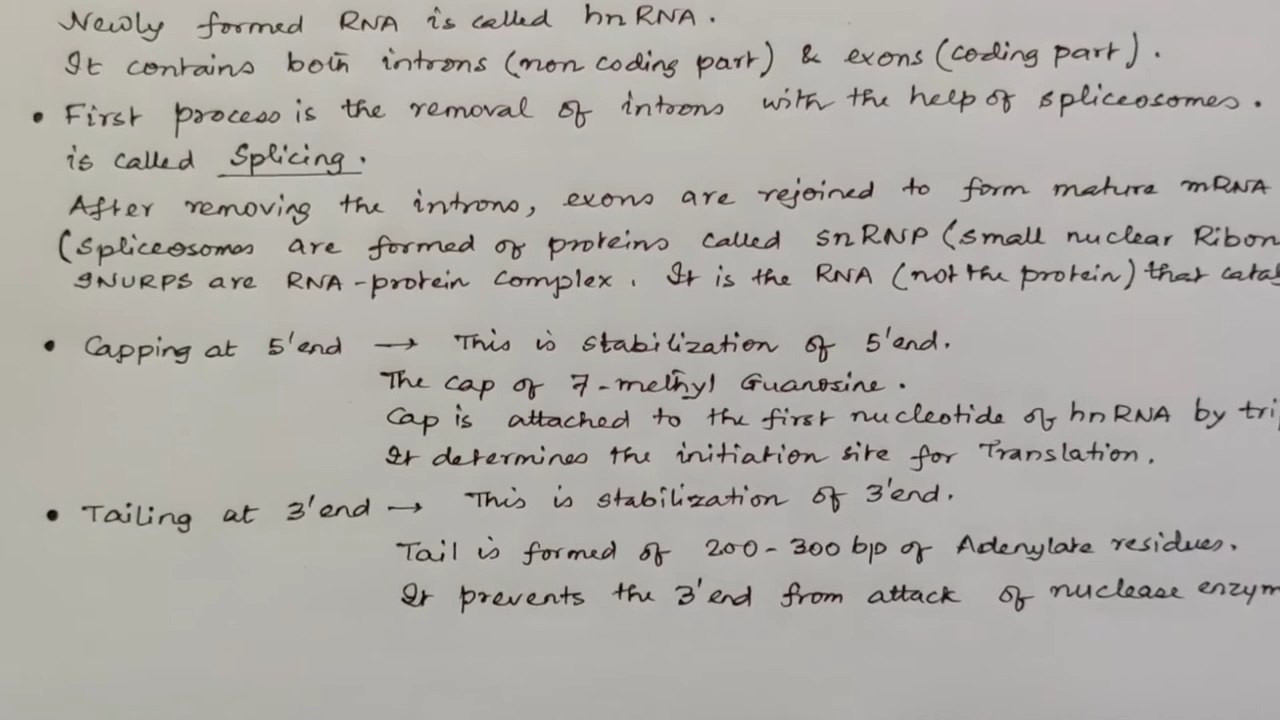 Newly formed RNA is called hnRNA.
It contains both introns (non coding part) & exons (coding part).
• First process is the removal of introns with the help of spliceosomes.
is called Splicing.
After removing the introns, exons are rejoined to form mature mRNA
(Spliceosomes are formed of proteins called snRNP (small nuclear Ribon
SNURPS are RNA-protein complex. It is the RNA (not the protein) that catal
• Capping at 5'end → This is stabilization of 5'end.
The cap of 7-methyl Guanosine.
Cap is attached to the first nucleotide of hnRNA by trip
It determines the initiation site for Translation.
• Tailing at 3'end → This is stabilization of 3'end.
Tail is formed of 200-300 bp of Adenylate residues.
It prevents the 3'end from attack of nuclease enzym